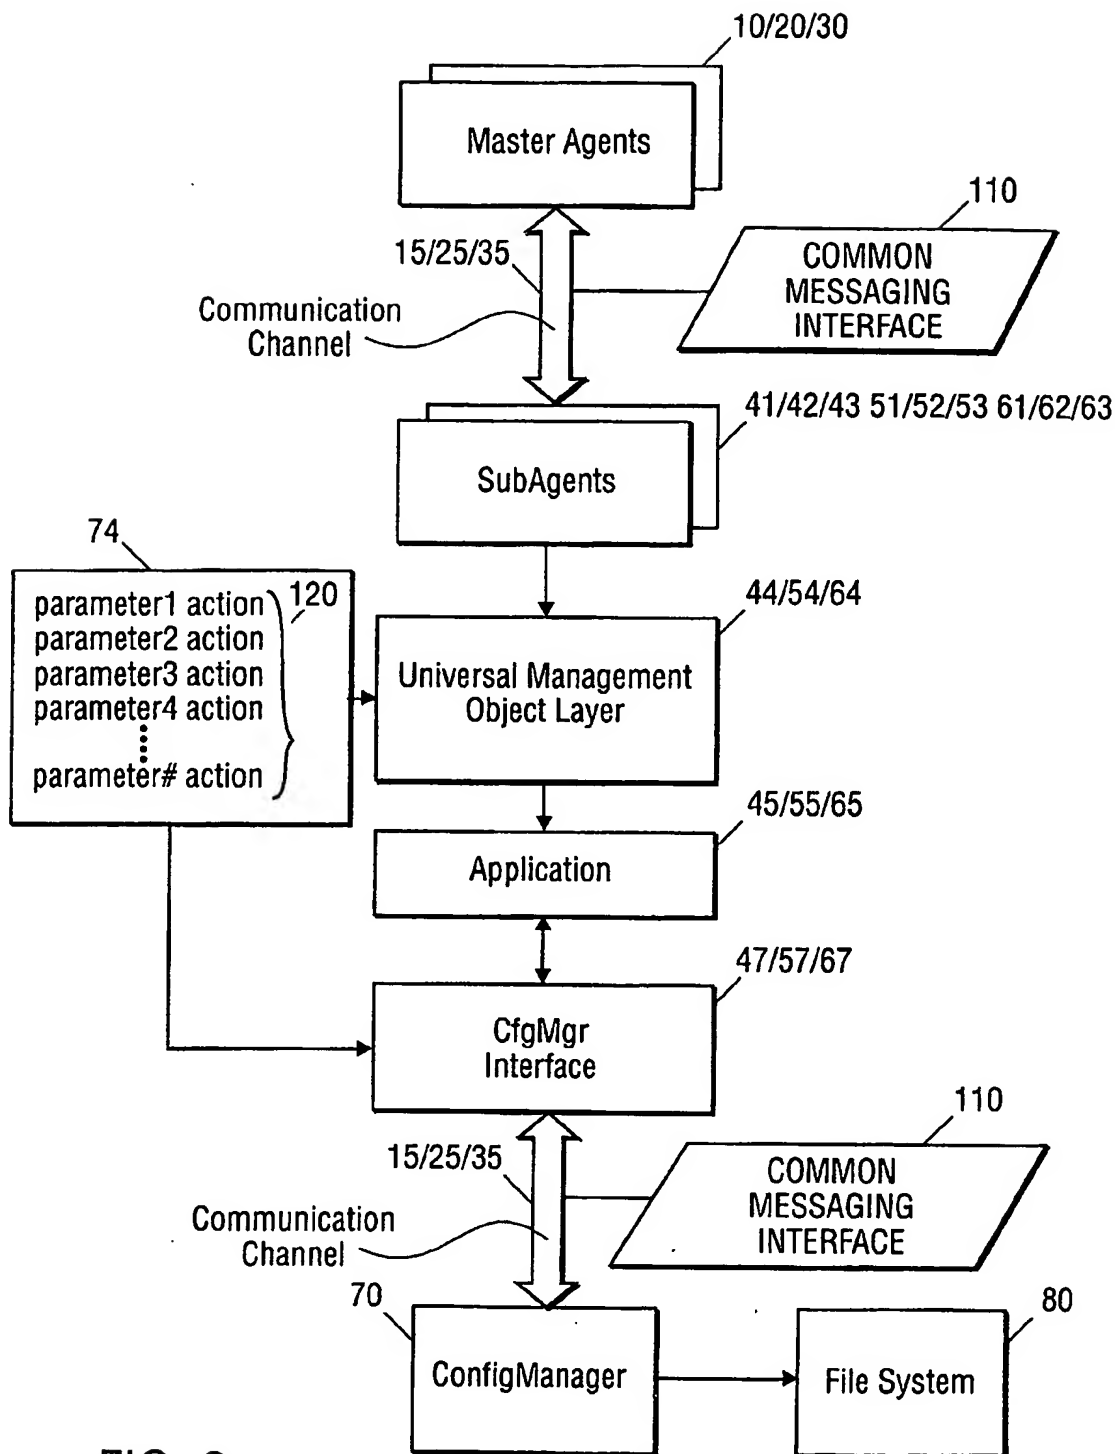 10/20/30
Master Agents
110
15/25/35
COMMON
MESSAGING
INTERFACE
Communication
Channel
41/42/43 51/52/53 61/62/63
SubAgents
74
120
parameter1 action
parameter2 action
parameter3 action
parameter4 action
parameter# action
44/54/64
Universal Management
Object Layer
45/55/65
Application
47/57/67
CfgMgr
Interface
110
15/25/35
COMMON
MESSAGING
INTERFACE
Communication
Channel
70
ConfigManager
80
File System